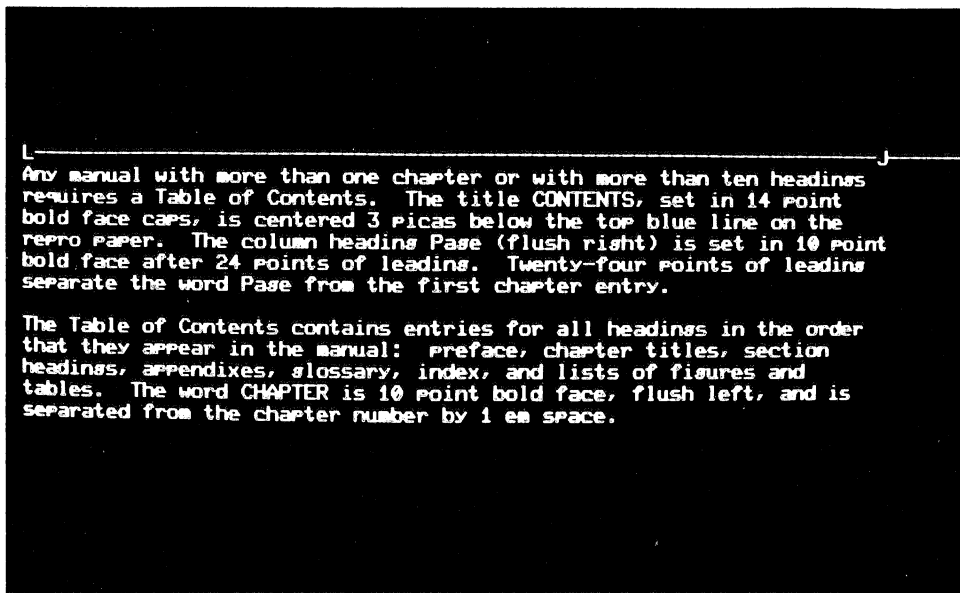 L J
Any manual with more than one chapter or with more than ten headings
requires a Table of Contents. The title CONTENTS, set in 14 point
bold face caps, is centered 3 picas below the top blue line on the
repro paper. The column heading Page (flush right) is set in 10 point
bold face after 24 points of leading. Twenty-four points of leading
separate the word Page from the first chapter entry.
The Table of Contents contains entries for all headings in the order
that they appear in the manual: preface, chapter titles, section
headings, appendixes, glossary, index, and lists of figures and
tables. The word CHAPTER is 10 point bold face, flush left, and is
separated from the chapter number by 1 em space.